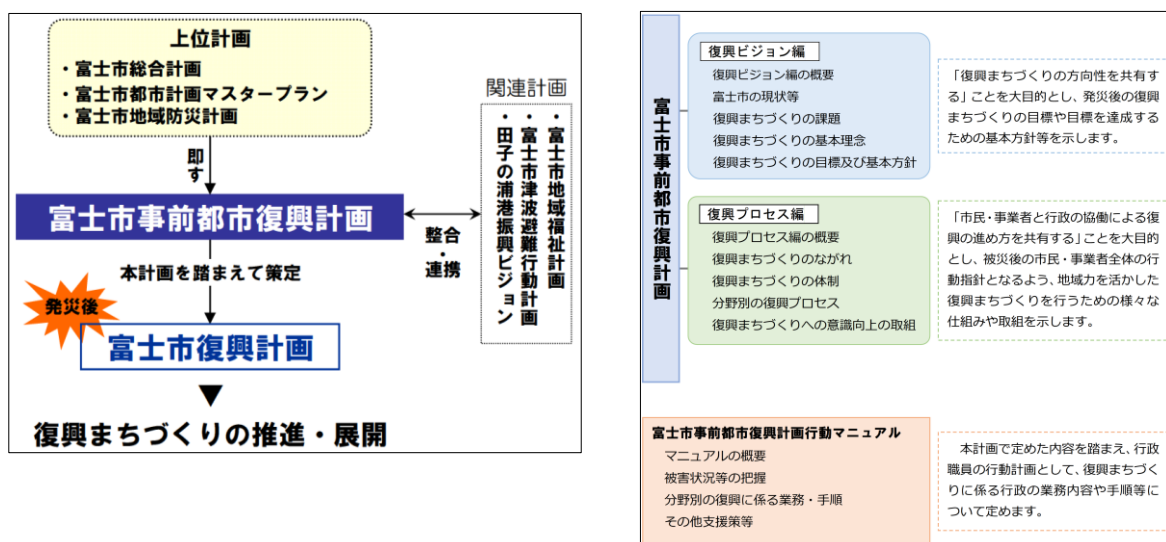 上位計画
・富士市総合計画
・富士市都市計画マスタープラン
・富士市地域防災計画
即す
富士市事前都市復興計画
整合・連携
関連計画
・富士市地域福祉計画
・富士市津波避難行動計画
・田子の浦港振興ビジョン
本計画を踏まえて策定
発災後
富士市復興計画
▼
復興まちづくりの推進・展開
富士市事前都市復興計画
復興ビジョン編
復興ビジョン編の概要
富士市の現状等
復興まちづくりの課題
復興まちづくりの基本理念
復興まちづくりの目標及び基本方針
「復興まちづくりの方向性を共有す
る」ことを大目的とし、発災後の復興
まちづくりの目標や目標を達成する
ための基本方針等を示します。
復興プロセス編
復興プロセス編の概要
復興まちづくりのながれ
復興まちづくりの体制
分野別の復興プロセス
復興まちづくりへの意識向上の取組
「市民・事業者と行政の協働による復
興の進め方を共有する」ことを大目的
とし、被災後の市民・事業者全体の行
動指針となるよう、地域力を活かした
復興まちづくりを行うための様々な
仕組みや取組を示します。
富士市事前都市復興計画行動マニュアル
マニュアルの概要
被害状況等の把握
分野別の復興に係る業務・手順
その他支援策等
本計画で定めた内容を踏まえ、行政
職員の行動計画として、復興まちづく
りに係る行政の業務内容や手順等に
ついて定めます。